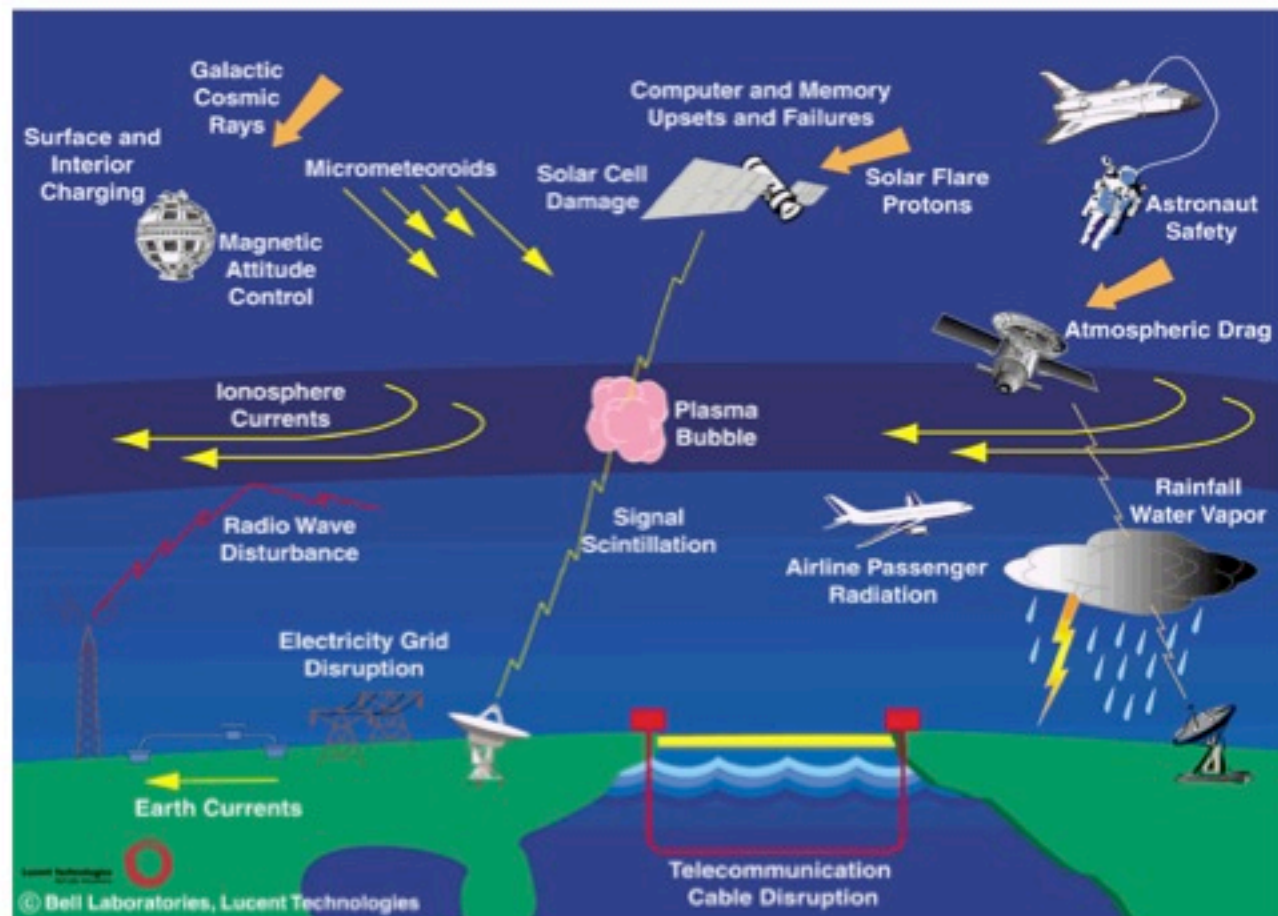 Galactic
Cosmic
Rays
Surface and
Interior
Charging
Magnetic
Attitude
Control
Micrometeoroids
Computer and Memory
Upsets and Failures
Solar Cell
Damage
Solar Flare
Protons
Astronaut
Safety
Atmospheric Drag
Ionosphere
Currents
Plasma
Bubble
Radio Wave
Disturbance
Signal
Scintillation
Airline Passenger
Radiation
Rainfall
Water Vapor
Electricity Grid
Disruption
Earth Currents
Telecommunication
Cable Disruption
Lucent Technologies
© Bell Laboratories, Lucent Technologies